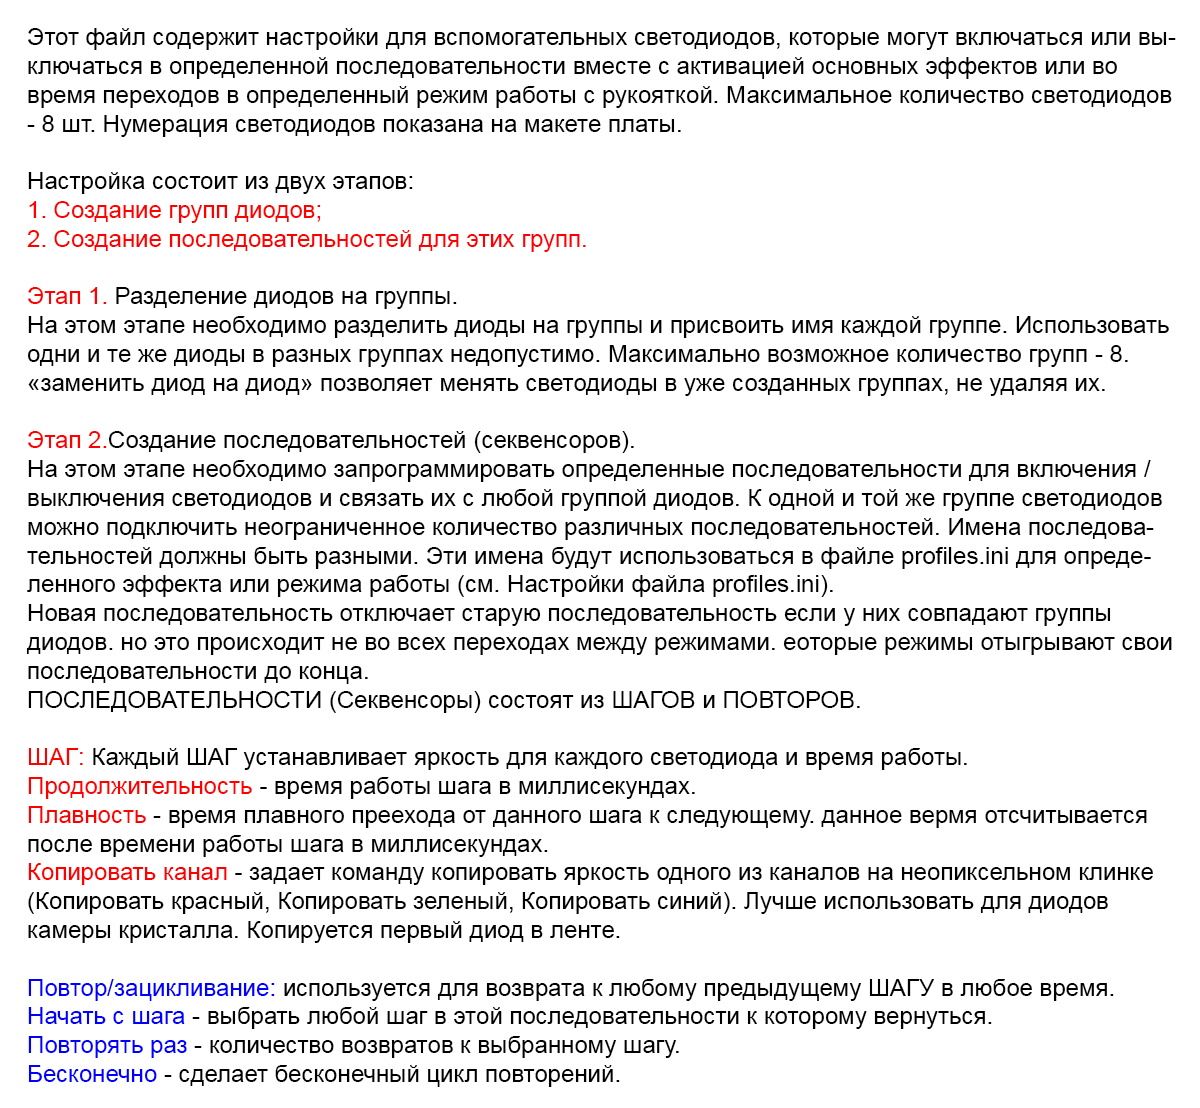 Этот файл содержит настройки для вспомогательных светодиодов, которые могут включаться или вы-
ключаться в определенной последовательности вместе с активацией основных эффектов или во
время переходов в определенный режим работы с рукояткой. Максимальное количество светодиодов
- 8 шт. Нумерация светодиодов показана на макете платы.
Настройка состоит из двух этапов:
1. Создание групп диодов;
2. Создание последовательностей для этих групп.
Этап 1. Разделение диодов на группы.
На этом этапе необходимо разделить диоды на группы и присвоить имя каждой группе. Использовать
одни и те же диоды в разных группах недопустимо. Максимально возможное количество групп - 8.
«заменить диод на диод» позволяет менять светодиоды в уже созданных группах, не удаляя их.
Этап 2.Создание последовательностей (секвенсоров).
На этом этапе необходимо запрограммировать определенные последовательности для включения /
выключения светодиодов и связать их с любой группой диодов. К одной и той же группе светодиодов
можно подключить неограниченное количество различных последовательностей. Имена последова-
тельностей должны быть разными. Эти имена будут использоваться в файле profiles.ini для опреде-
ленного эффекта или режима работы (см. Настройки файла profiles.ini).
Новая последовательность отключает старую последовательность если у них совпадают группы
диодов. но это происходит не во всех переходах между режимами. еоторые режимы отыгрывают свои
последовательности до конца.
ПОСЛЕДОВАТЕЛЬНОСТИ (Секвенсоры) состоят из ШАГОВ и ПОВТОРОВ.
ШАГ: Каждый ШАГ устанавливает яркость для каждого светодиода и время работы.
Продолжительность - время работы шага в миллисекундах.
Плавность - время плавного преехода от данного шага к следующему. данное вермя отсчитывается
после времени работы шага в миллисекундах.
Копировать канал - задает команду копировать яркость одного из каналов на неопиксельном клинке
(Копировать красный, Копировать зеленый, Копировать синий). Лучше использовать для диодов
камеры кристалла. Копируется первый диод в ленте.
Повтор/зацикливание: используется для возврата к любому предыдущему ШАГУ в любое время.
Начать с шага - выбрать любой шаг в этой последовательности к которому вернуться.
Повторять раз - количество возвратов к выбранному шагу.
Бесконечно - сделает бесконечный цикл повторений.